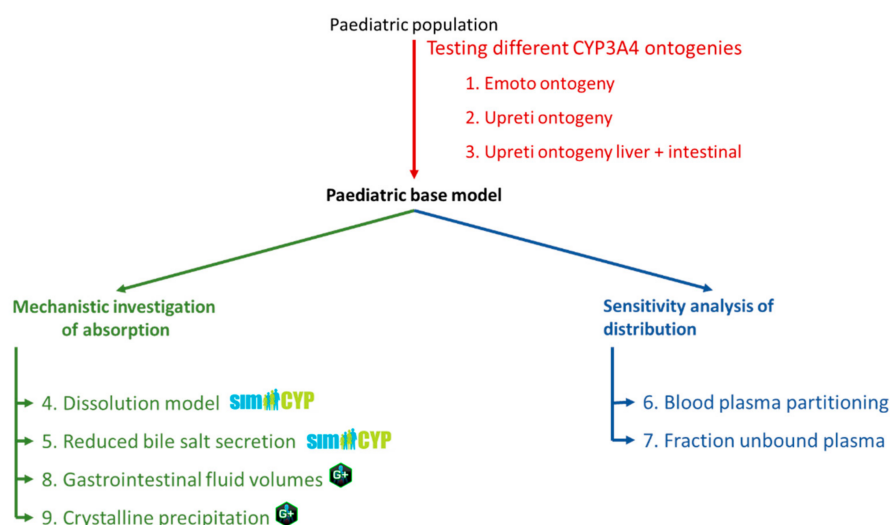 Paediatric population
Testing different CYP3A4 ontogenies
1. Emoto ontogeny
2. Upreti ontogeny
3. Upreti ontogeny liver + intestinal
Paediatric base model
Mechanistic investigation
of absorption
4. Dissolution model simCYP
5. Reduced bile salt secretion simCYP
8. Gastrointestinal fluid volumes G+
9. Crystalline precipitation G+
Sensitivity analysis of
distribution
6. Blood plasma partitioning
7. Fraction unbound plasma